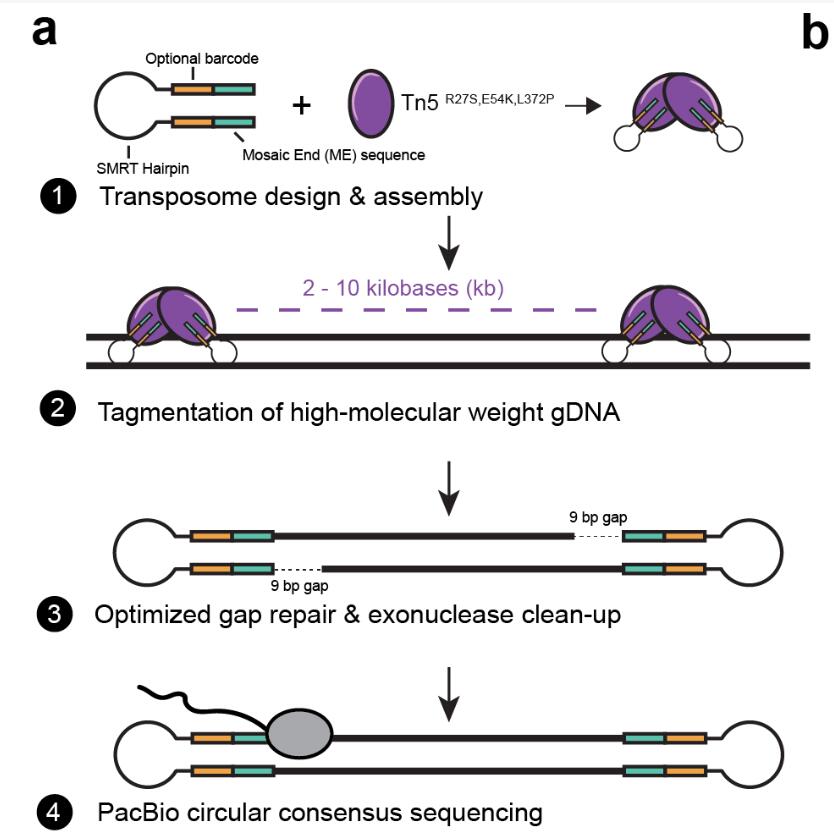 a
b
Optional barcode
+
Tn5 R27S,E54K,L372P
Mosaic End (ME) sequence
SMRT Hairpin
1 Transposome design & assembly
2 - 10 kilobases (kb)
2 Tagmentation of high-molecular weight gDNA
9 bp gap
9 bp gap
3 Optimized gap repair & exonuclease clean-up
4 PacBio circular consensus sequencing